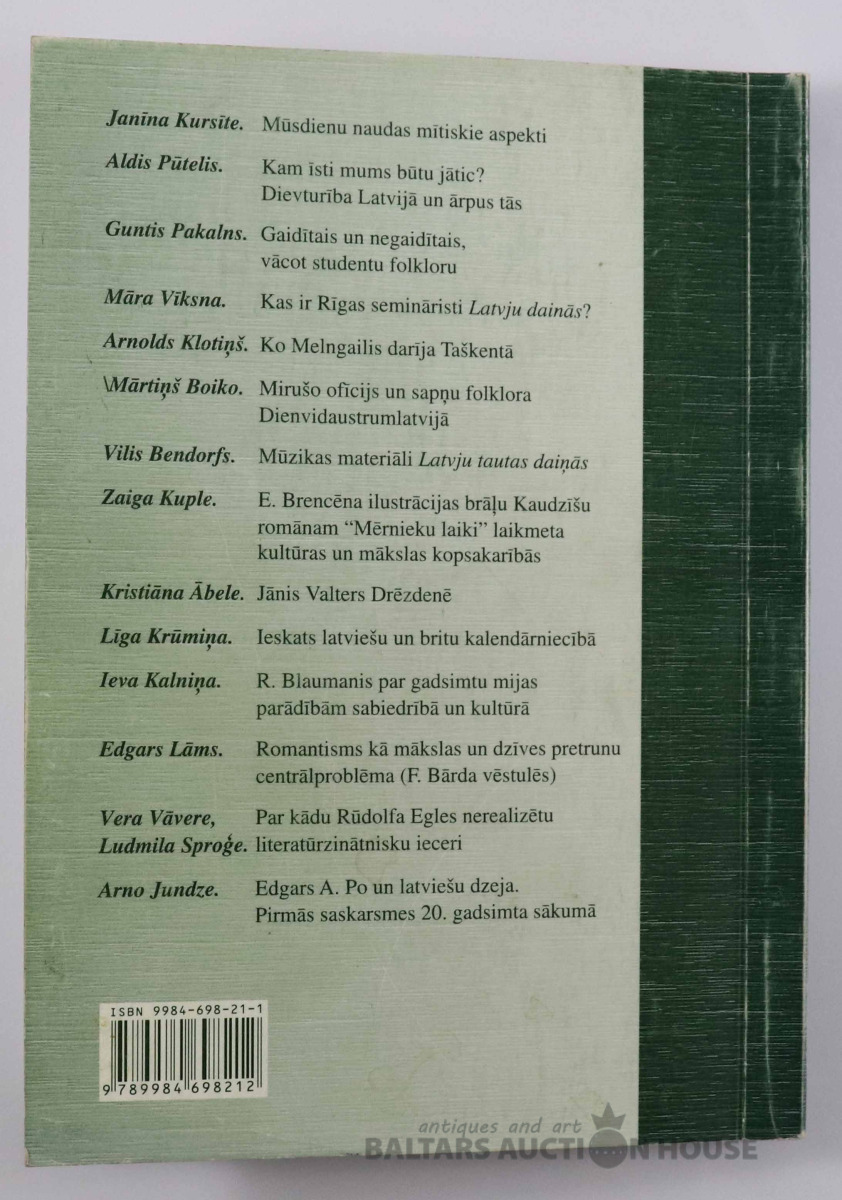 Janīna Kursīte. Mūsdienu naudas mītiskie aspekti
Aldis Pūtelis. Kam īsti mums būtu jātic?
Dievturība Latvijā un ārpus tās
Guntis Pakalns. Gaidītais un negaidītais,
vācot studentu folkloru
Māra Vīksna. Kas ir Rīgas semināristi Latvju dainās?
Arnolds Klotiņš. Ko Melngailis darīja Taškentā
\Mārtiņš Boiko. Mirušo ofīcijs un sapņu folklora
Dienvidaustrumlatvijā
Vilis Bendorfs. Mūzikas materiāli Latvju tautas daiņās
Zaiga Kuple. E. Brencēna ilustrācijas brāļu Kaudzīšu
romānam “Mērnieku laiki” laikmeta
kultūras un mākslas kopsakarībās
Kristiāna Ābele. Jānis Valters Drēzdenē
Līga Krūmiņa. Ieskats latviešu un britu kalendārniecībā
Ieva Kalniņa. R. Blaumanis par gadsimtu mijas
parādībām sabiedrībā un kultūrā
Edgars Lāms. Romantisms kā mākslas un dzīves pretrunu
centrālproblēma (F. Bārda vēstulēs)
Vera Vāvere, Par kādu Rūdolfa Egles nerealizētu
Ludmila Sproģe. literatūrzinātnisku ieceri
Arno Jundze. Edgars A. Po un latviešu dzeja.
Pirmās saskarsmes 20. gadsimta sākumā
ISBN 9984-698-21-1
9 789984 698212
antiques and art
BALTARS AUCTION HOUSE